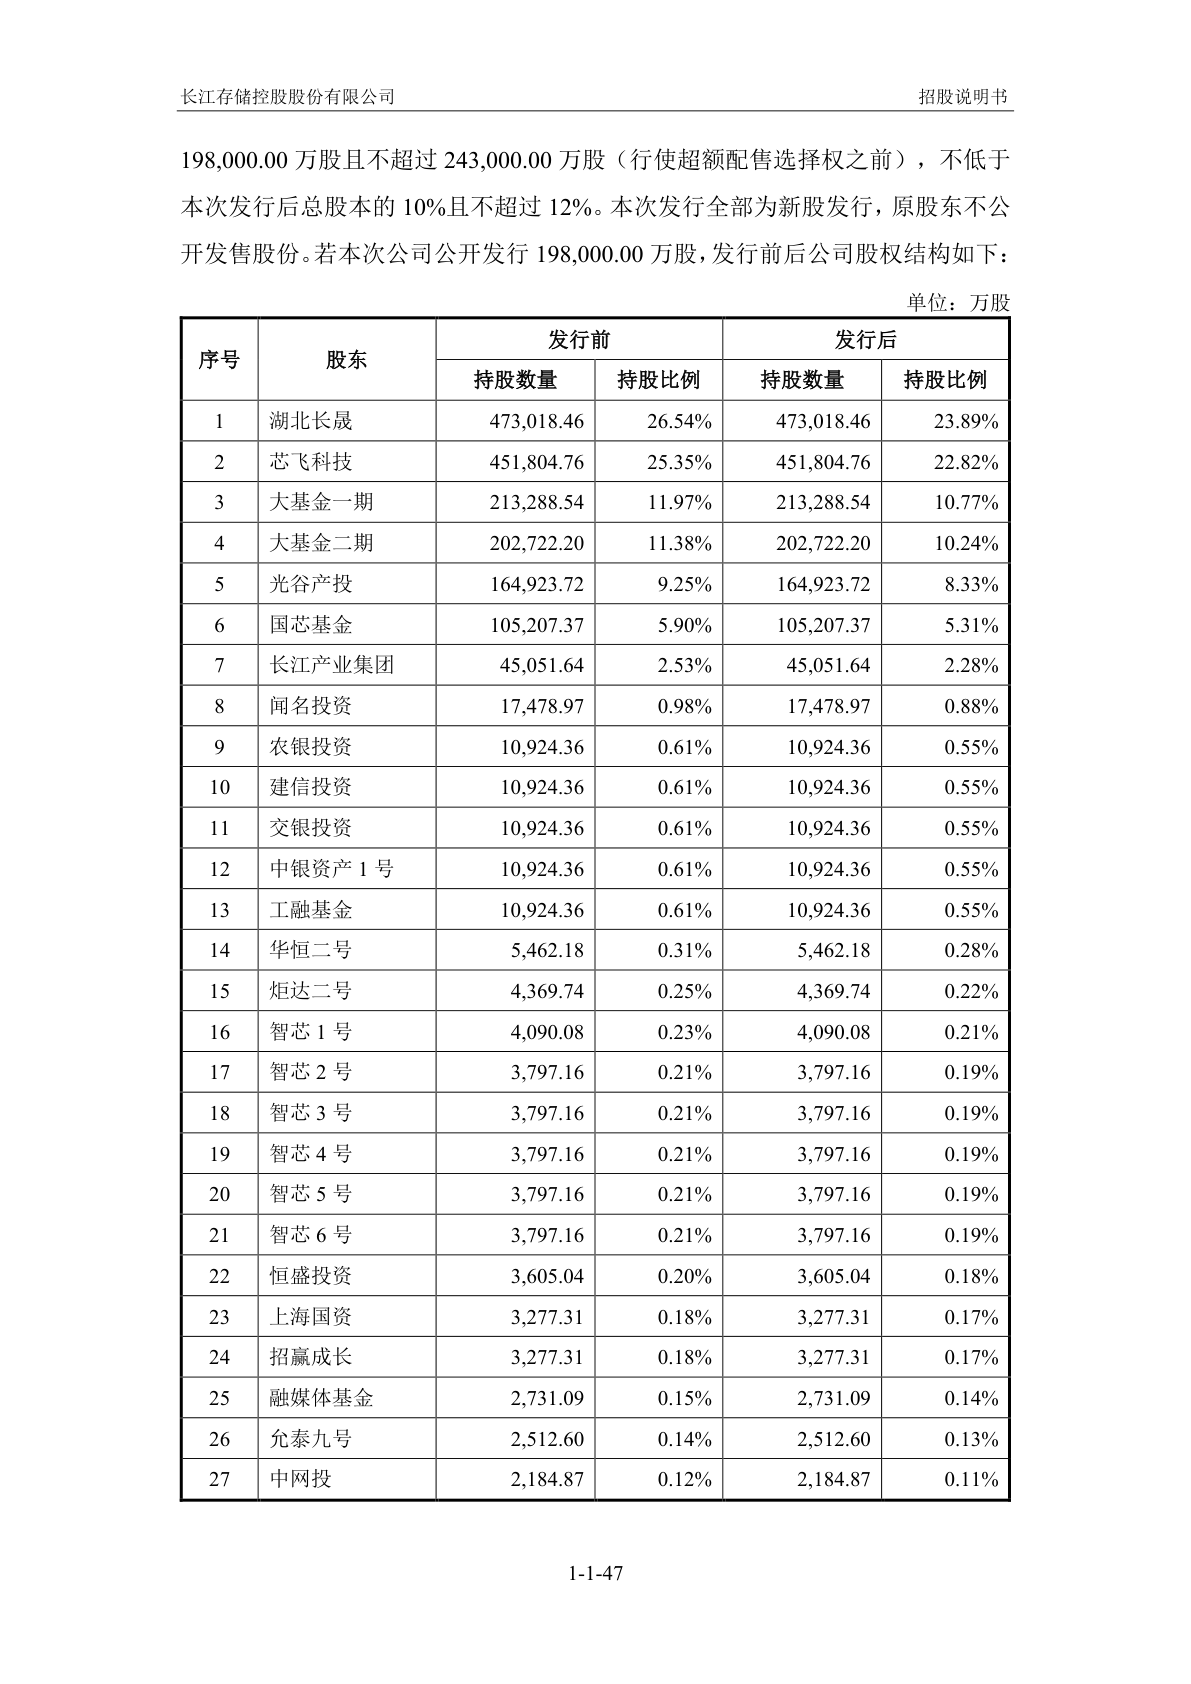 长江存储控股股份有限公司 招股说明书
198,000.00 万股且不超过 243,000.00 万股（行使超额配售选择权之前），不低于
本次发行后总股本的 10%且不超过 12%。本次发行全部为新股发行，原股东不公
开发售股份。若本次公司公开发行 198,000.00 万股，发行前后公司股权结构如下：
单位：万股
序号 股东 发行前 发行后
持股数量 持股比例 持股数量 持股比例
1 湖北长晟 473,018.46 26.54% 473,018.46 23.89%
2 芯飞科技 451,804.76 25.35% 451,804.76 22.82%
3 大基金一期 213,288.54 11.97% 213,288.54 10.77%
4 大基金二期 202,722.20 11.38% 202,722.20 10.24%
5 光谷产投 164,923.72 9.25% 164,923.72 8.33%
6 国芯基金 105,207.37 5.90% 105,207.37 5.31%
7 长江产业集团 45,051.64 2.53% 45,051.64 2.28%
8 闻名投资 17,478.97 0.98% 17,478.97 0.88%
9 农银投资 10,924.36 0.61% 10,924.36 0.55%
10 建信投资 10,924.36 0.61% 10,924.36 0.55%
11 交银投资 10,924.36 0.61% 10,924.36 0.55%
12 中银资产 1 号 10,924.36 0.61% 10,924.36 0.55%
13 工融基金 10,924.36 0.61% 10,924.36 0.55%
14 华恒二号 5,462.18 0.31% 5,462.18 0.28%
15 炬达二号 4,369.74 0.25% 4,369.74 0.22%
16 智芯 1 号 4,090.08 0.23% 4,090.08 0.21%
17 智芯 2 号 3,797.16 0.21% 3,797.16 0.19%
18 智芯 3 号 3,797.16 0.21% 3,797.16 0.19%
19 智芯 4 号 3,797.16 0.21% 3,797.16 0.19%
20 智芯 5 号 3,797.16 0.21% 3,797.16 0.19%
21 智芯 6 号 3,797.16 0.21% 3,797.16 0.19%
22 恒盛投资 3,605.04 0.20% 3,605.04 0.18%
23 上海国资 3,277.31 0.18% 3,277.31 0.17%
24 招赢成长 3,277.31 0.18% 3,277.31 0.17%
25 融媒体基金 2,731.09 0.15% 2,731.09 0.14%
26 允泰九号 2,512.60 0.14% 2,512.60 0.13%
27 中网投 2,184.87 0.12% 2,184.87 0.11%
1-1-47